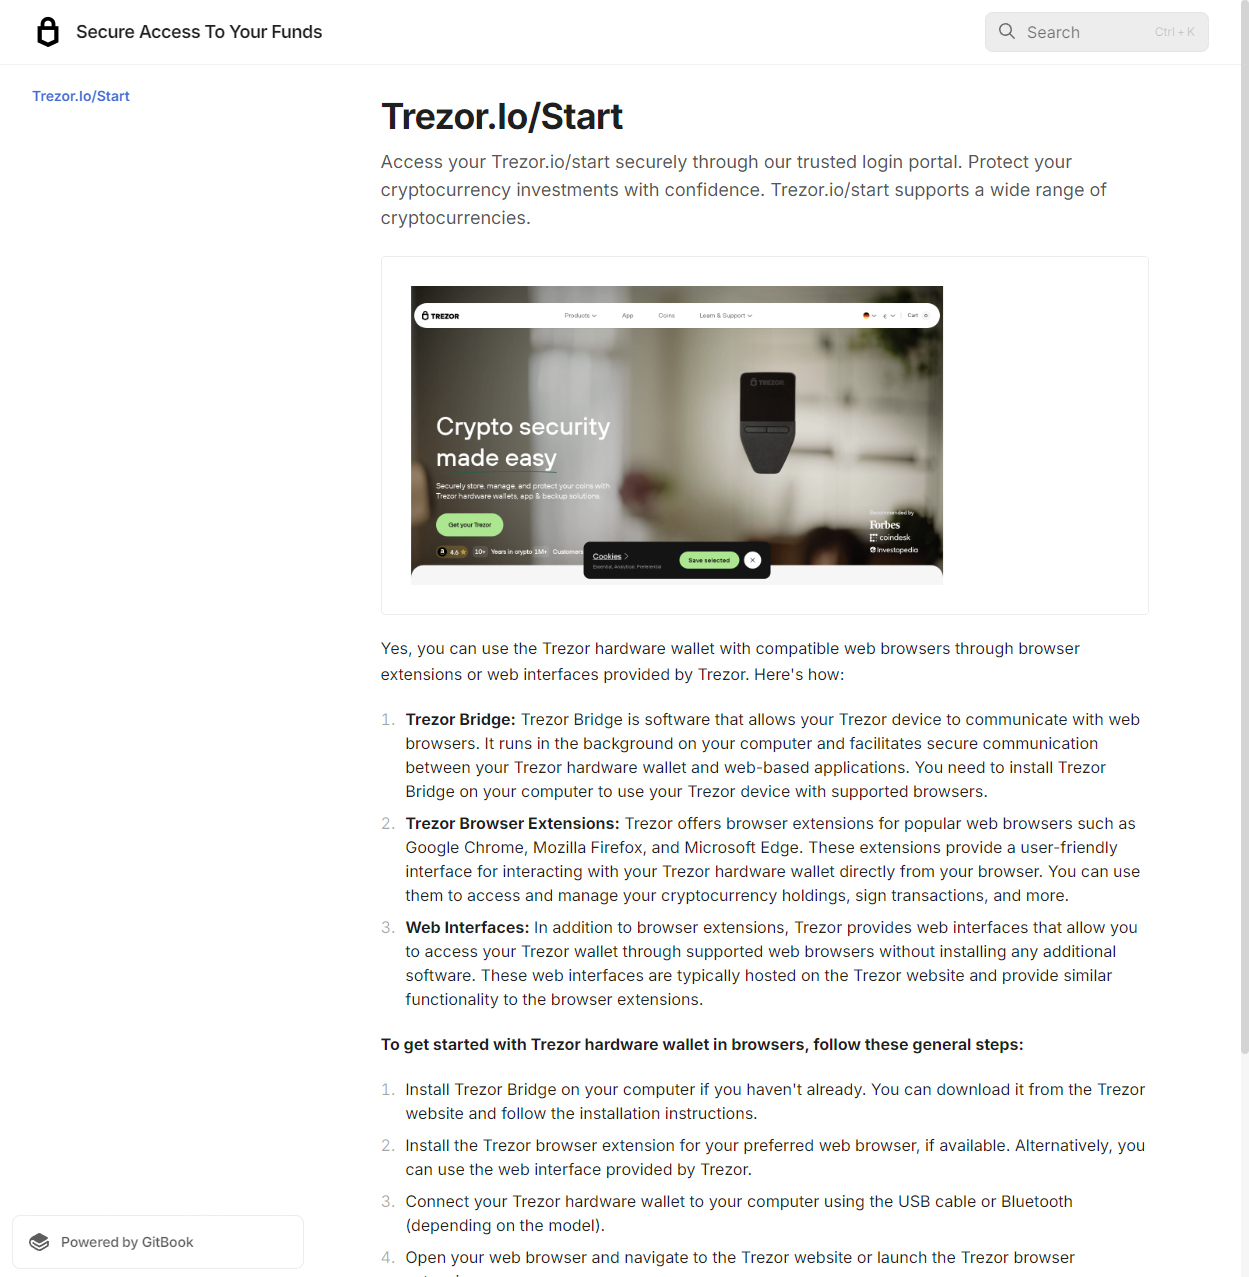 Secure Access To Your Funds
Search
Ctrl + K
Trezor.Io/Start
Trezor.Io/Start
Access your Trezor.io/start securely through our trusted login portal. Protect your
cryptocurrency investments with confidence. Trezor.io/start supports a wide range of
cryptocurrencies.
TREZOR
Products
App
Coins
Learn & Support
€
Cart
0
TREZOR
Crypto security
made easy
Securely store, manage, and protect your coins with
Trezor hardware wallets, app & backup solutions.
Get your Trezor
Recommended by
Forbes
coindesk
Investopedia
4.6 10+ Years in crypto 1M+ Customers
Cookies
Essential, Analytical, Preferential
Save selected
Yes, you can use the Trezor hardware wallet with compatible web browsers through browser
extensions or web interfaces provided by Trezor. Here's how:
1. Trezor Bridge: Trezor Bridge is software that allows your Trezor device to communicate with web
browsers. It runs in the background on your computer and facilitates secure communication
between your Trezor hardware wallet and web-based applications. You need to install Trezor
Bridge on your computer to use your Trezor device with supported browsers.
2. Trezor Browser Extensions: Trezor offers browser extensions for popular web browsers such as
Google Chrome, Mozilla Firefox, and Microsoft Edge. These extensions provide a user-friendly
interface for interacting with your Trezor hardware wallet directly from your browser. You can use
them to access and manage your cryptocurrency holdings, sign transactions, and more.
3. Web Interfaces: In addition to browser extensions, Trezor provides web interfaces that allow you
to access your Trezor wallet through supported web browsers without installing any additional
software. These web interfaces are typically hosted on the Trezor website and provide similar
functionality to the browser extensions.
To get started with Trezor hardware wallet in browsers, follow these general steps:
1. Install Trezor Bridge on your computer if you haven't already. You can download it from the Trezor
website and follow the installation instructions.
2. Install the Trezor browser extension for your preferred web browser, if available. Alternatively, you
can use the web interface provided by Trezor.
3. Connect your Trezor hardware wallet to your computer using the USB cable or Bluetooth
(depending on the model).
4. Open your web browser and navigate to the Trezor website or launch the Trezor browser
Powered by GitBook